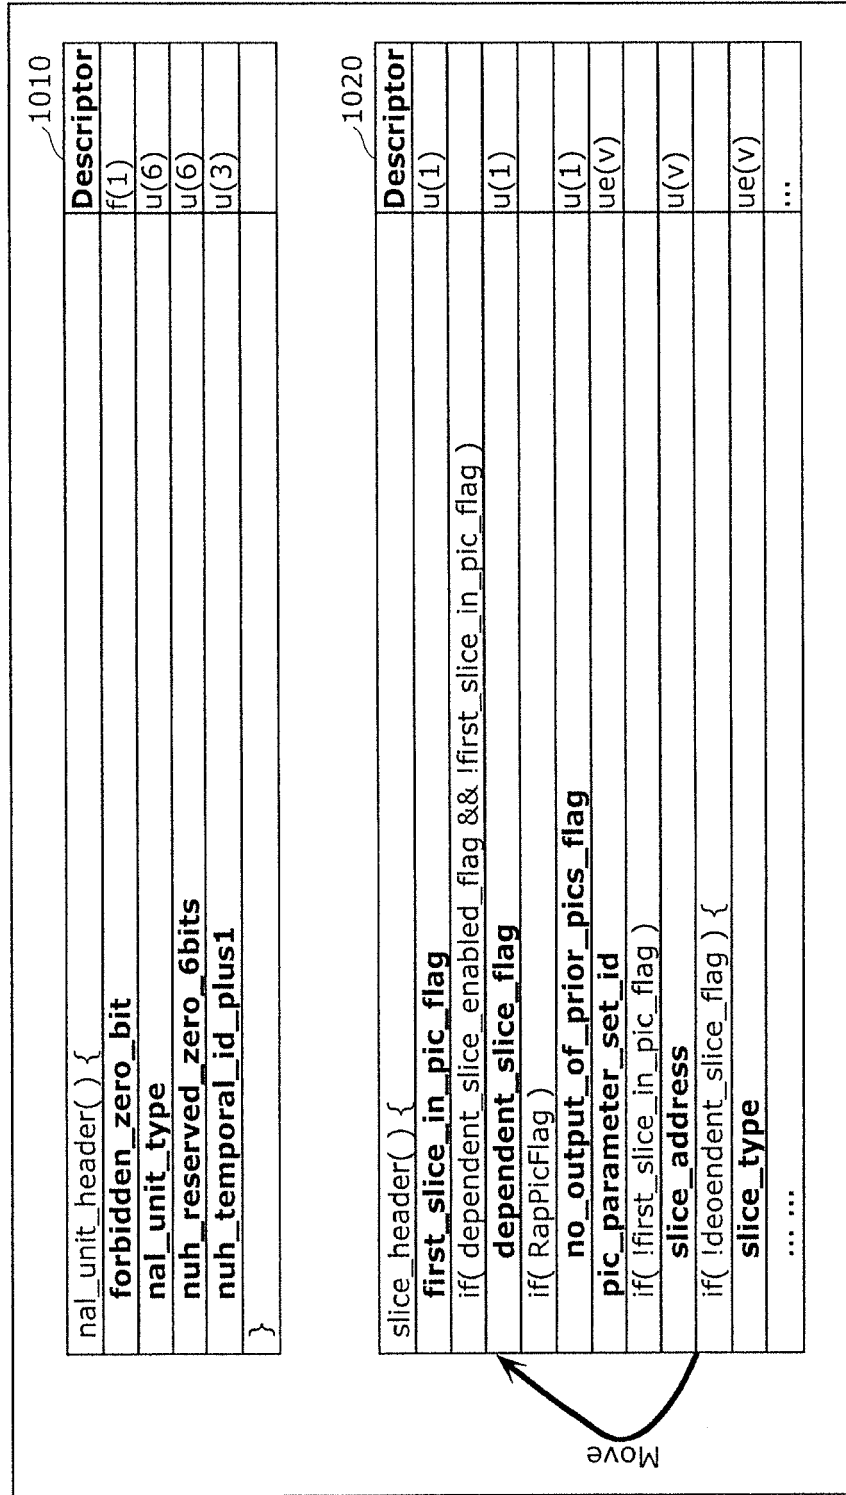 1010
nal_unit_header( ) { Descriptor
forbidden_zero_bit f(1)
nal_unit_type u(6)
nuh_reserved_zero_6bits u(6)
nuh_temporal_id_plus1 u(3)
}
1020
slice_header( ) { Descriptor
first_slice_in_pic_flag u(1)
if( dependent_slice_enabled_flag && !first_slice_in_pic_flag )
dependent_slice_flag u(1)
if( RapPicFlag )
no_output_of_prior_pics_flag u(1)
pic_parameter_set_id ue(v)
if( !first_slice_in_pic_flag )
slice_address u(v)
if( !deoendent_slice_flag ) {
slice_type ue(v)
... ... ...
Move